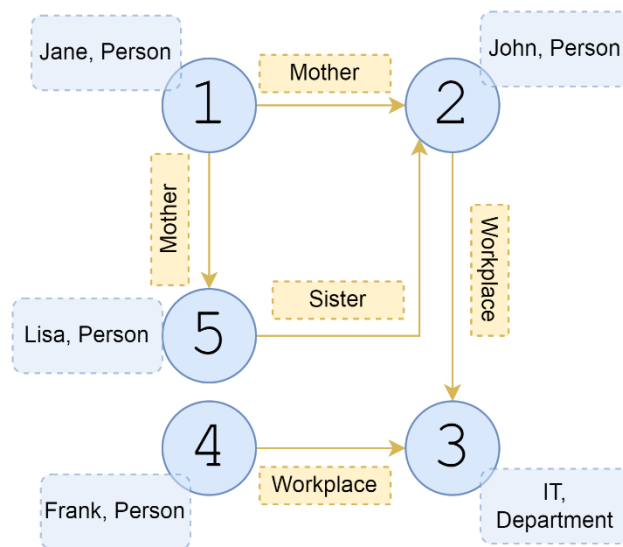 Jane, Person
1
Mother
John, Person
2
Mother
Workplace
Lisa, Person
5
Sister
4
Frank, Person
Workplace
3
IT,
Department